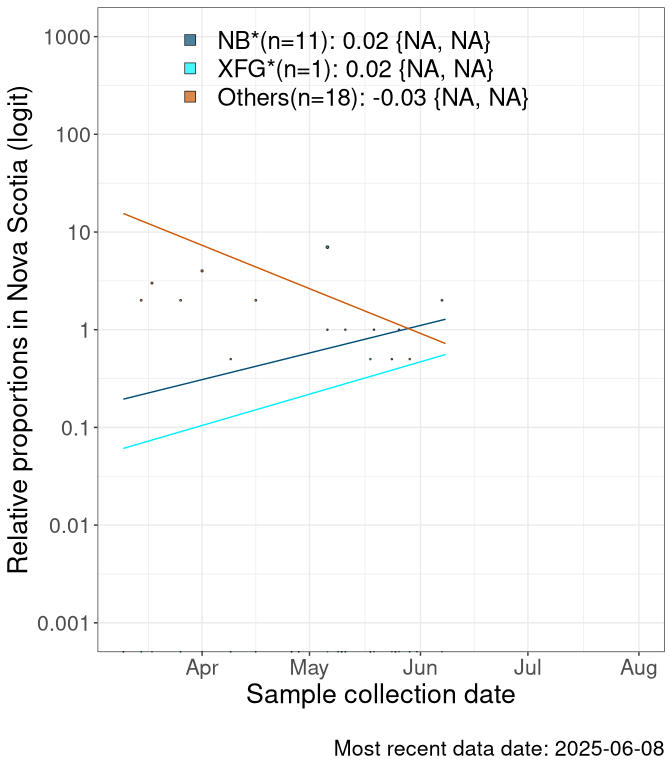 NB*(n=11): 0.02 {NA, NA}
XFG*(n=1): 0.02 {NA, NA}
Others(n=18): -0.03 {NA, NA}
Relative proportions in Nova Scotia (logit)
1000
100
10
1
0.1
0.01
0.001
Apr May Jun Jul Aug
Sample collection date
Most recent data date: 2025-06-08